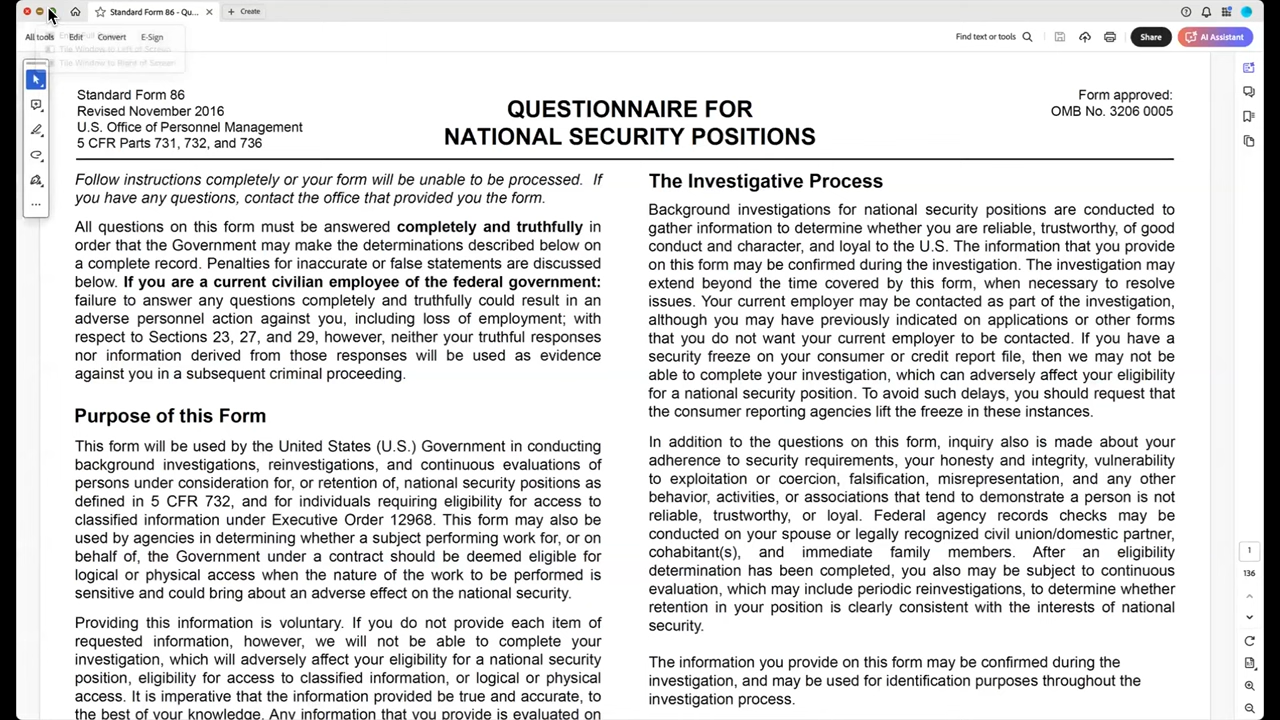 Standard Form 86 - Qu...
Create
All tools Edit Convert E-Sign
Tile Window to Left of Screen
Tile Window to Right of Screen
Find text or tools
Share
AI Assistant
Standard Form 86
Revised November 2016
U.S. Office of Personnel Management
5 CFR Parts 731, 732, and 736
QUESTIONNAIRE FOR
NATIONAL SECURITY POSITIONS
Form approved:
OMB No. 3206 0005
Follow instructions completely or your form will be unable to be processed. If
you have any questions, contact the office that provided you the form.
All questions on this form must be answered completely and truthfully in
order that the Government may make the determinations described below on
a complete record. Penalties for inaccurate or false statements are discussed
below. If you are a current civilian employee of the federal government:
failure to answer any questions completely and truthfully could result in an
adverse personnel action against you, including loss of employment; with
respect to Sections 23, 27, and 29, however, neither your truthful responses
nor information derived from those responses will be used as evidence
against you in a subsequent criminal proceeding.
Purpose of this Form
This form will be used by the United States (U.S.) Government in conducting
background investigations, reinvestigations, and continuous evaluations of
persons under consideration for, or retention of, national security positions as
defined in 5 CFR 732, and for individuals requiring eligibility for access to
classified information under Executive Order 12968. This form may also be
used by agencies in determining whether a subject performing work for, or on
behalf of, the Government under a contract should be deemed eligible for
logical or physical access when the nature of the work to be performed is
sensitive and could bring about an adverse effect on the national security.
Providing this information is voluntary. If you do not provide each item of
requested information, however, we will not be able to complete your
investigation, which will adversely affect your eligibility for a national security
position, eligibility for access to classified information, or logical or physical
access. It is imperative that the information provided be true and accurate, to
the best of your knowledge. Any information that you provide is evaluated on
The Investigative Process
Background investigations for national security positions are conducted to
gather information to determine whether you are reliable, trustworthy, of good
conduct and character, and loyal to the U.S. The information that you provide
on this form may be confirmed during the investigation. The investigation may
extend beyond the time covered by this form, when necessary to resolve
issues. Your current employer may be contacted as part of the investigation,
although you may have previously indicated on applications or other forms
that you do not want your current employer to be contacted. If you have a
security freeze on your consumer or credit report file, then we may not be
able to complete your investigation, which can adversely affect your eligibility
for a national security position. To avoid such delays, you should request that
the consumer reporting agencies lift the freeze in these instances.
In addition to the questions on this form, inquiry also is made about your
adherence to security requirements, your honesty and integrity, vulnerability
to exploitation or coercion, falsification, misrepresentation, and any other
behavior, activities, or associations that tend to demonstrate a person is not
reliable, trustworthy, or loyal. Federal agency records checks may be
conducted on your spouse or legally recognized civil union/domestic partner,
cohabitant(s), and immediate family members. After an eligibility
determination has been completed, you also may be subject to continuous
evaluation, which may include periodic reinvestigations, to determine whether
retention in your position is clearly consistent with the interests of national
security.
The information you provide on this form may be confirmed during the
investigation, and may be used for identification purposes throughout the
investigation process.
1
136